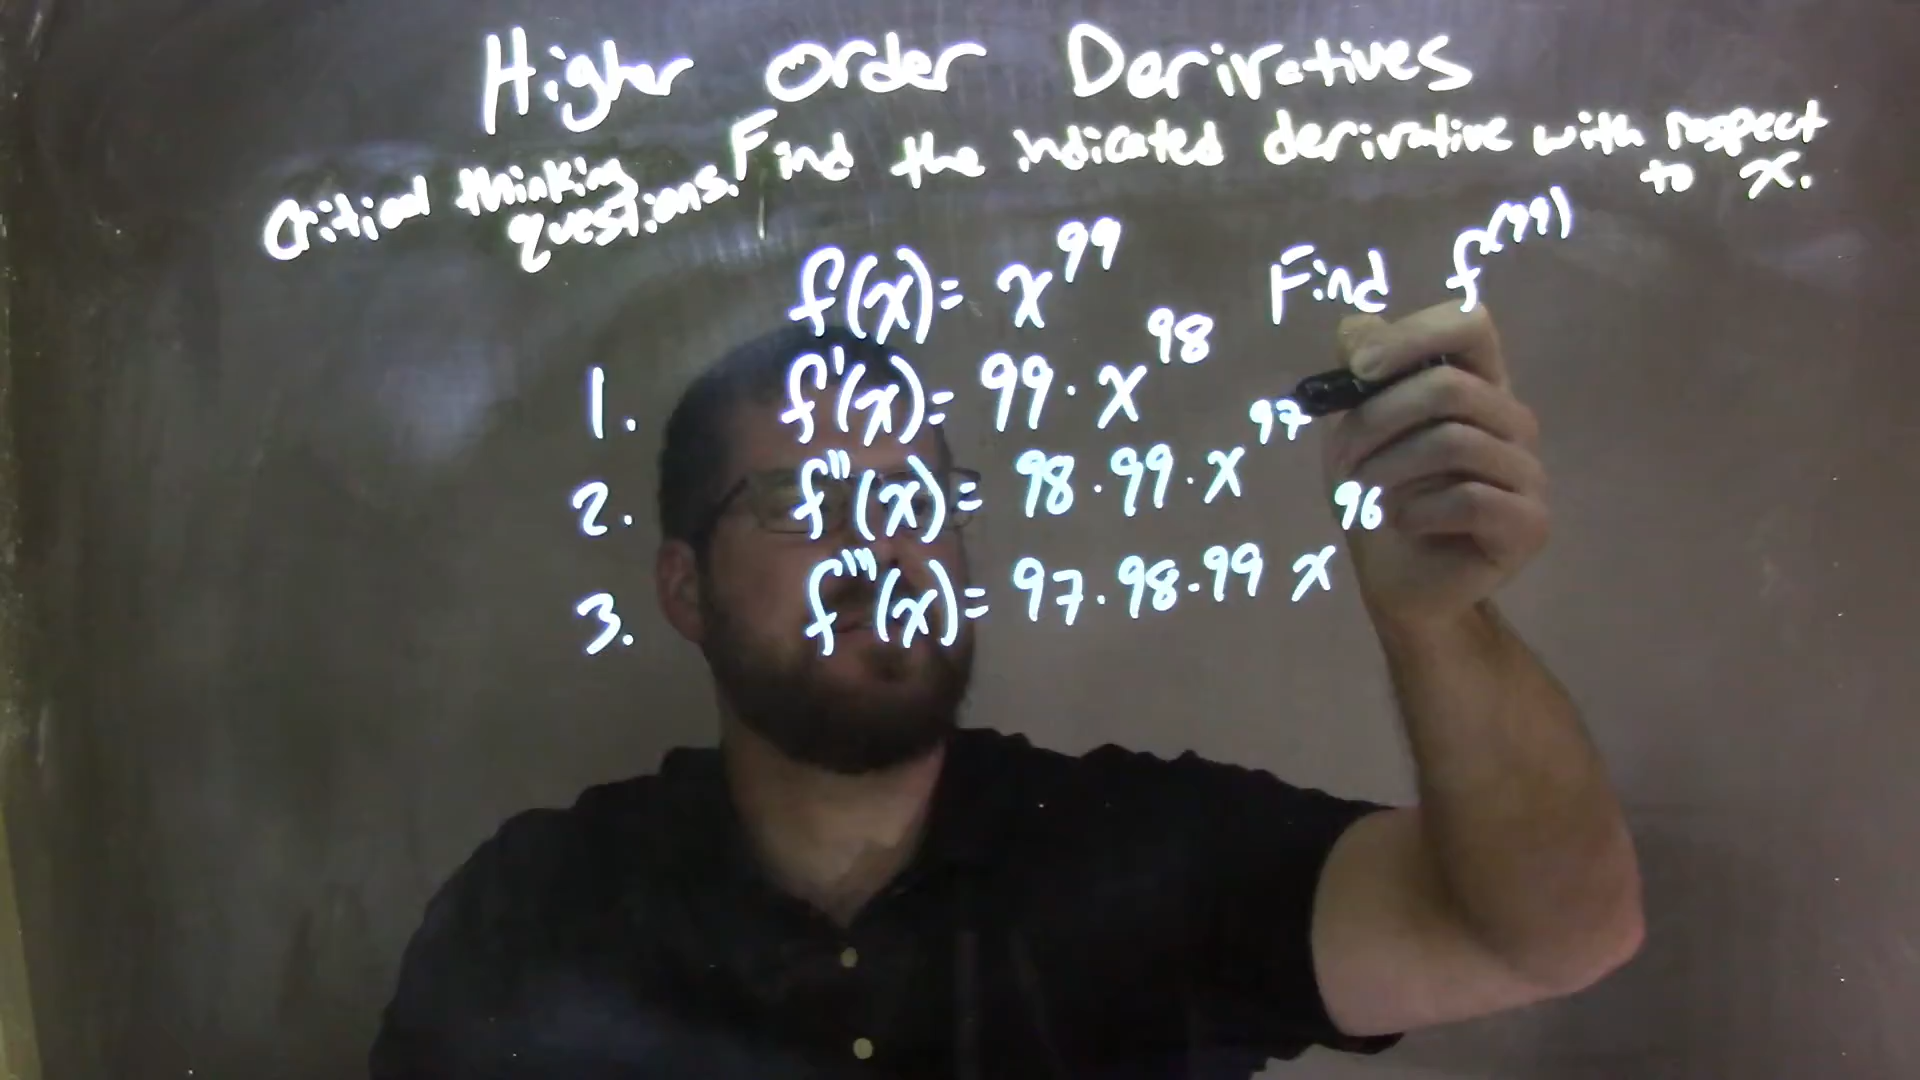 Higher Order Derivatives
Critical thinking questions. Find the indicated derivative with respect to x.
f(x) = x^99 Find f^(99)
1. f'(x) = 99 · x^98
2. f''(x) = 98 · 99 · x^97
3. f'''(x) = 97 · 98 · 99 x^96